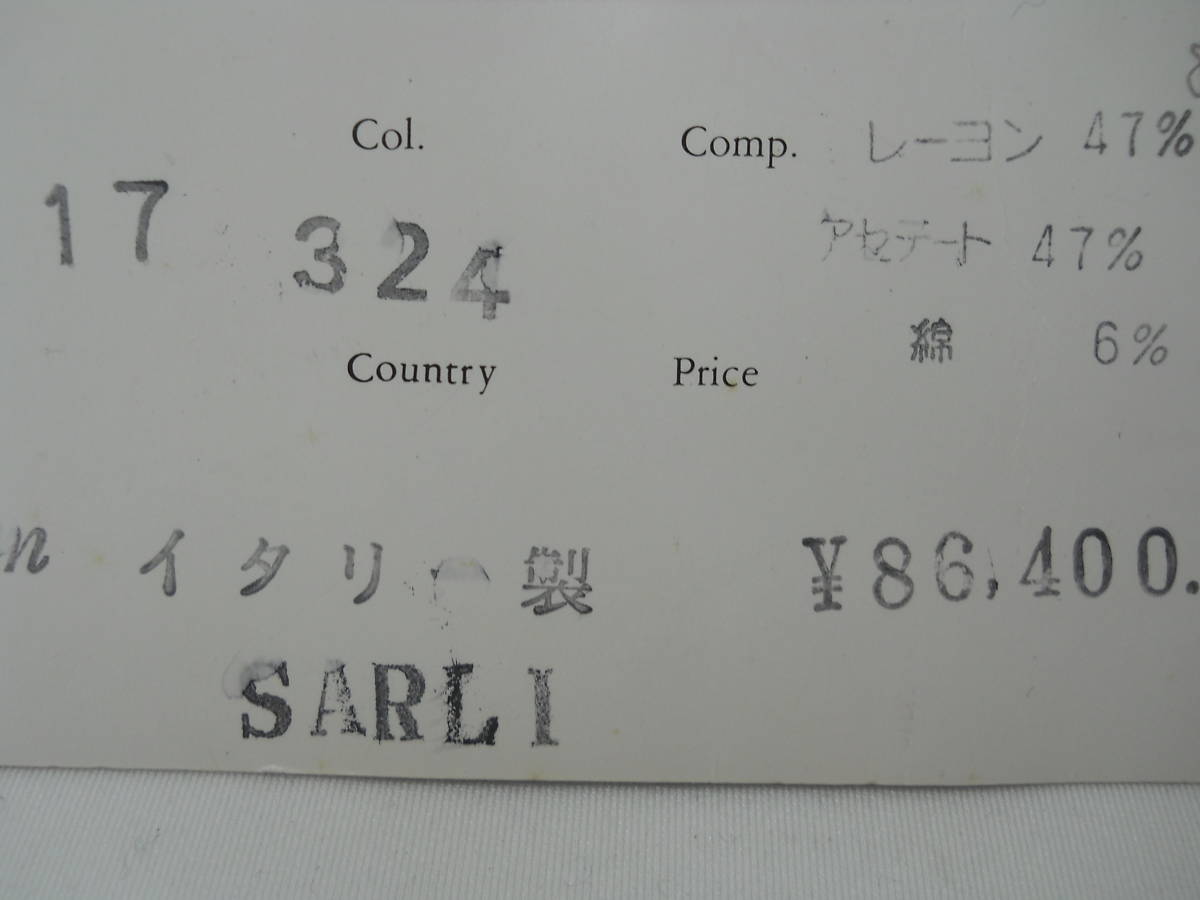 Col. Comp. レーヨン 47%
17 324 アセテート 47%
綿 6%
Country Price
イタリー製 ¥86,400.
SARLI